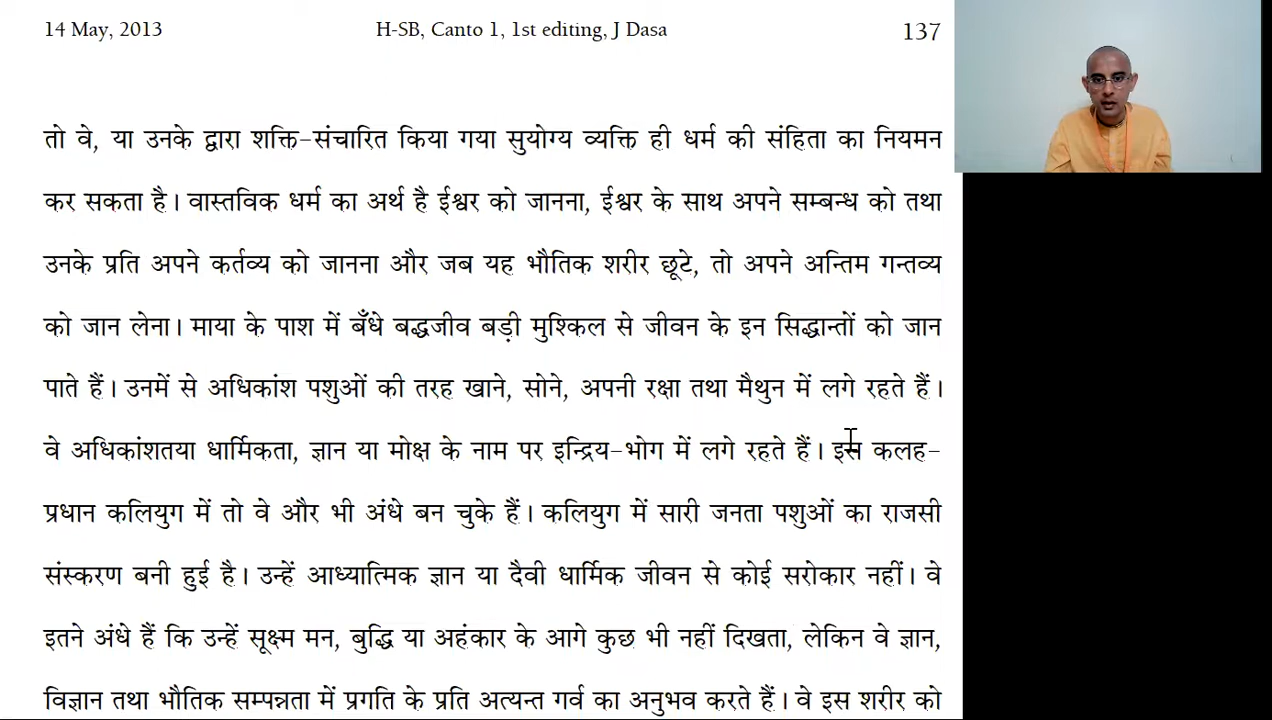 14 May, 2013 H-SB, Canto 1, 1st editing, J Dasa 137
तो वे, या उनके द्वारा शक्ति-संचारित किया गया सुयोग्य व्यक्ति ही धर्म की संहिता का नियमन
कर सकता है। वास्तविक धर्म का अर्थ है ईश्वर को जानना, ईश्वर के साथ अपने सम्बन्ध को तथा
उनके प्रति अपने कर्तव्य को जानना और जब यह भौतिक शरीर छूटे, तो अपने अन्तिम गन्तव्य
को जान लेना। माया के पाश में बँधे बद्धजीव बड़ी मुश्किल से जीवन के इन सिद्धान्तों को जान
पाते हैं। उनमें से अधिकांश पशुओं की तरह खाने, सोने, अपनी रक्षा तथा मैथुन में लगे रहते हैं।
वे अधिकांशतया धार्मिकता, ज्ञान या मोक्ष के नाम पर इन्द्रिय-भोग में लगे रहते हैं। इस कलह-
प्रधान कलियुग में तो वे और भी अंधे बन चुके हैं। कलियुग में सारी जनता पशुओं का राजसी
संस्करण बनी हुई है। उन्हें आध्यात्मिक ज्ञान या दैवी धार्मिक जीवन से कोई सरोकार नहीं। वे
इतने अंधे हैं कि उन्हें सूक्ष्म मन, बुद्धि या अहंकार के आगे कुछ भी नहीं दिखता, लेकिन वे ज्ञान,
विज्ञान तथा भौतिक सम्पन्नता में प्रगति के प्रति अत्यन्त गर्व का अनुभव करते हैं। वे इस शरीर को